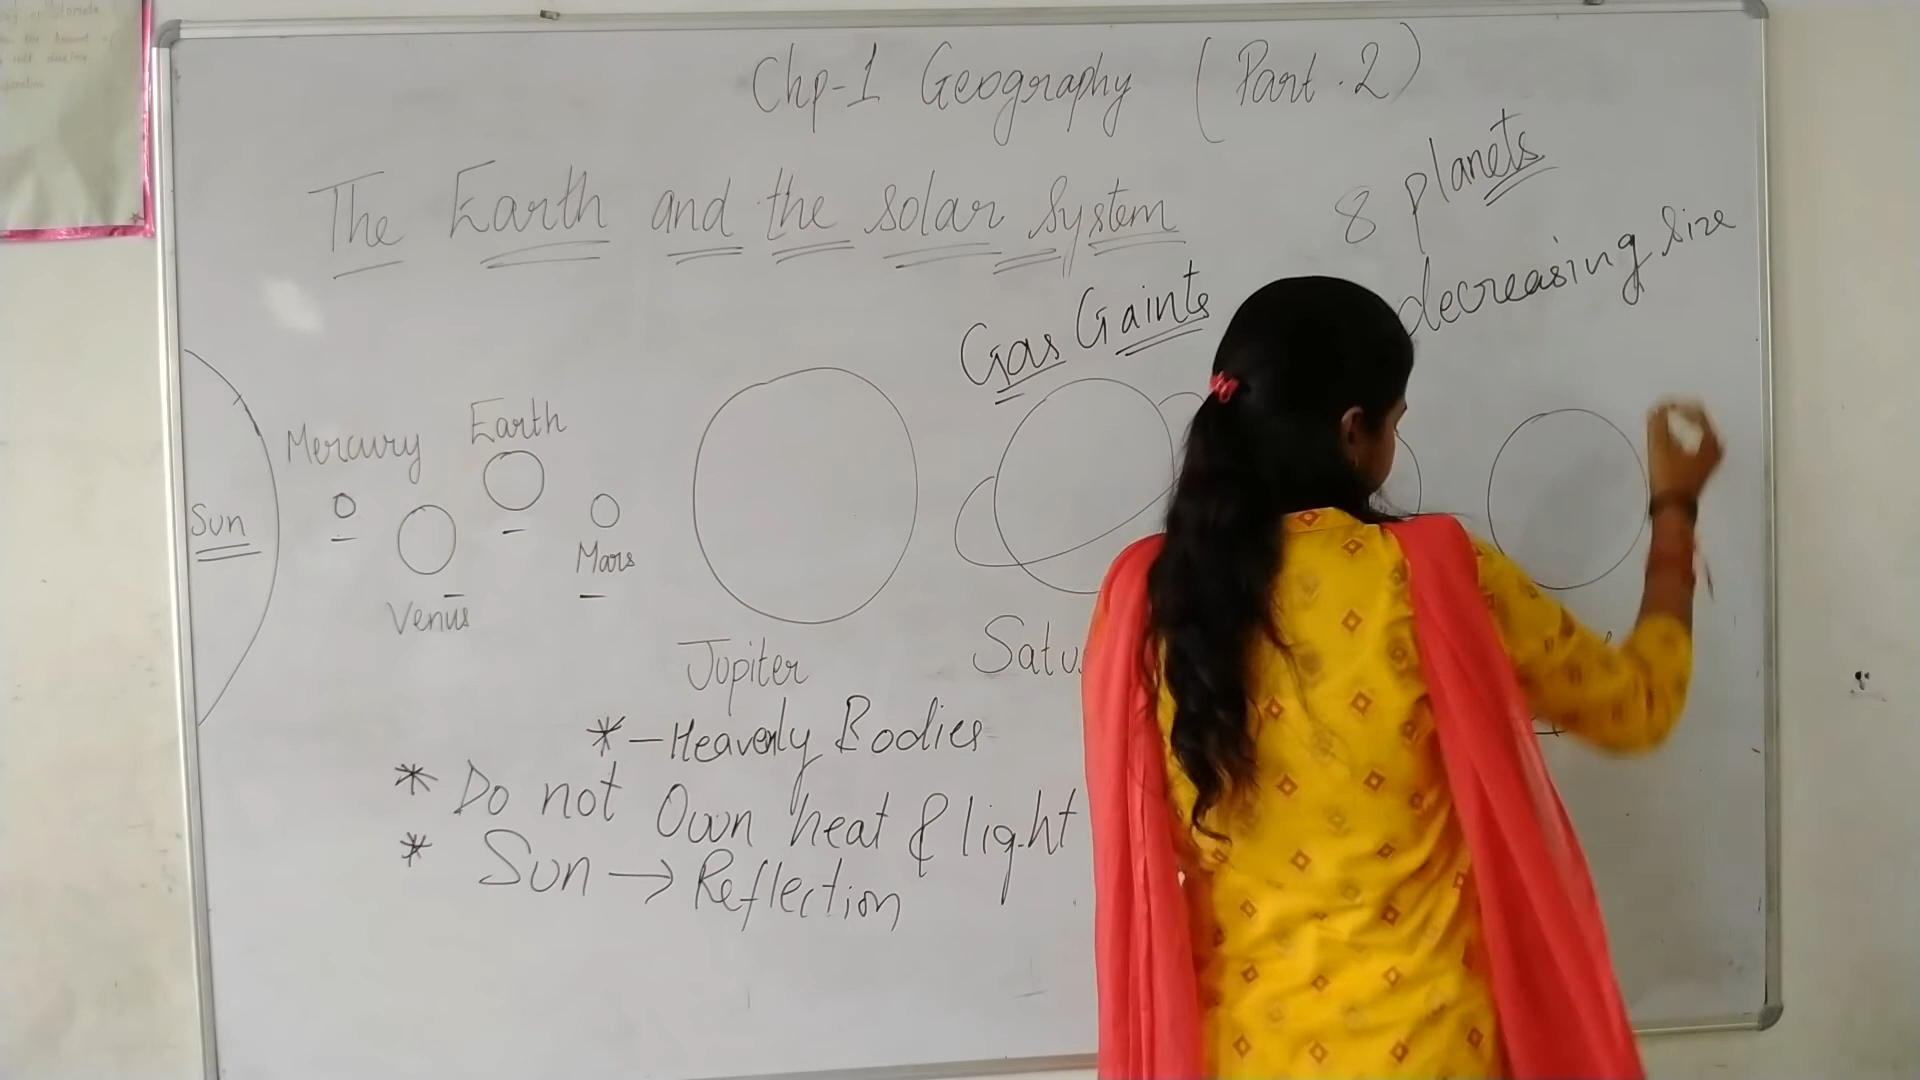 Chp-1 Geography (Part.2)
The Earth and the solar system
8 planets
decreasing size
Gas Gaints
Mercury
Earth
Sun
Mars
Venus
Jupiter
Satu
* - Heavenly Bodies
* Do not Own heat & light
* Sun → Reflection